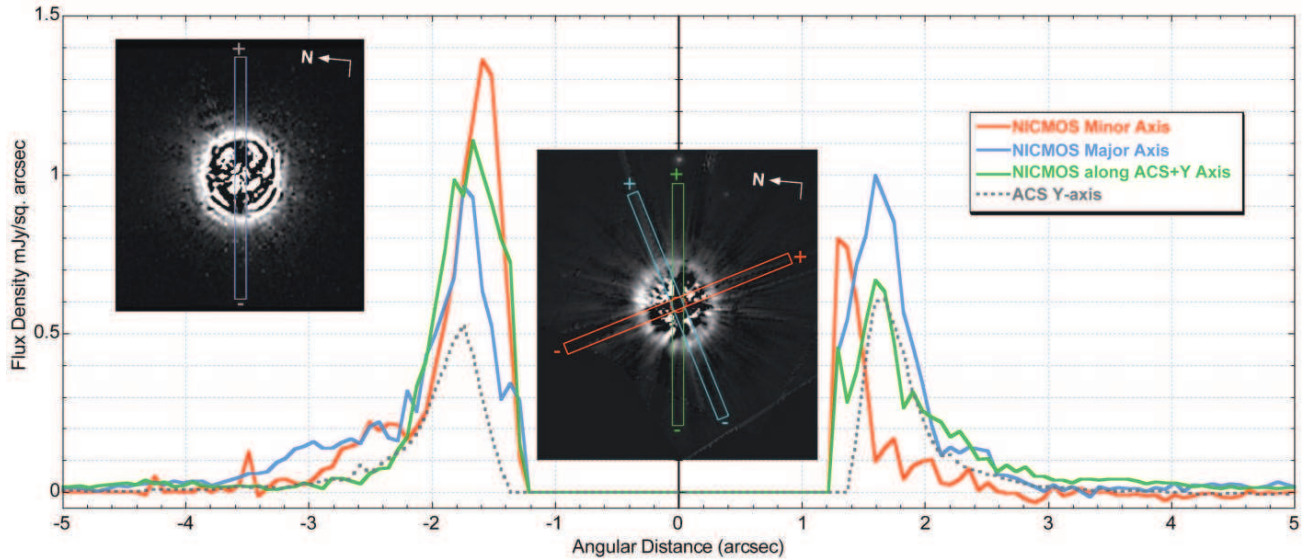 1.5
1
0.5
0
Flux Density mJy/sq. arcsec
+
N
-
+
+
N
+
-
-
-
NICMOS Minor Axis
NICMOS Major Axis
NICMOS along ACS+Y Axis
ACS Y-axis
-5 -4 -3 -2 -1 0 1 2 3 4 5
Angular Distance (arcsec)